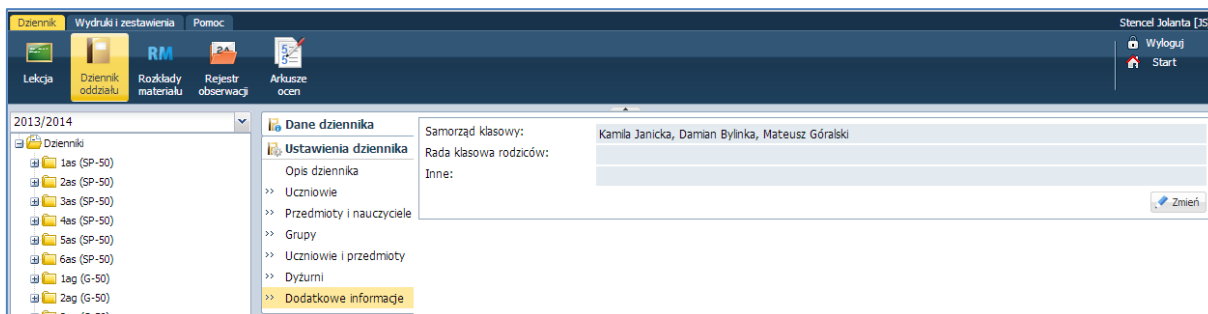 Dziennik Wydruki i zestawienia Pomoc Stencel Jolanta [JS
Wyloguj
Start
Lekcja Dziennik oddziału Rozkłady materiału Rejestr obserwacji Arkusze ocen
2013/2014
Dzienniki
1as (SP-50)
2as (SP-50)
3as (SP-50)
4as (SP-50)
5as (SP-50)
6as (SP-50)
1ag (G-50)
2ag (G-50)
Dane dziennika
Ustawienia dziennika
Opis dziennika
>> Uczniowie
>> Przedmioty i nauczyciele
>> Grupy
>> Uczniowie i przedmioty
>> Dyżurni
>> Dodatkowe informacje
Samorząd klasowy: Kamila Janicka, Damian Bylinka, Mateusz Góralski
Rada klasowa rodziców:
Inne:
Zmień